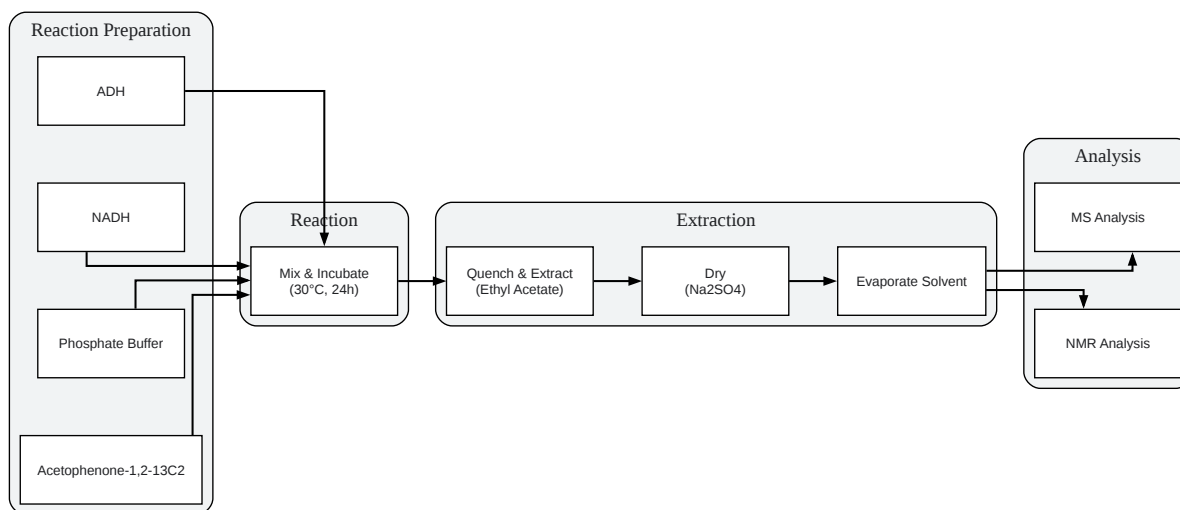 Reaction Preparation
ADH
NADH
Phosphate Buffer
Acetophenone-1,2-13C2
Reaction
Mix & Incubate
(30°C, 24h)
Extraction
Quench & Extract
(Ethyl Acetate)
Dry
(Na2SO4)
Evaporate Solvent
Analysis
MS Analysis
NMR Analysis